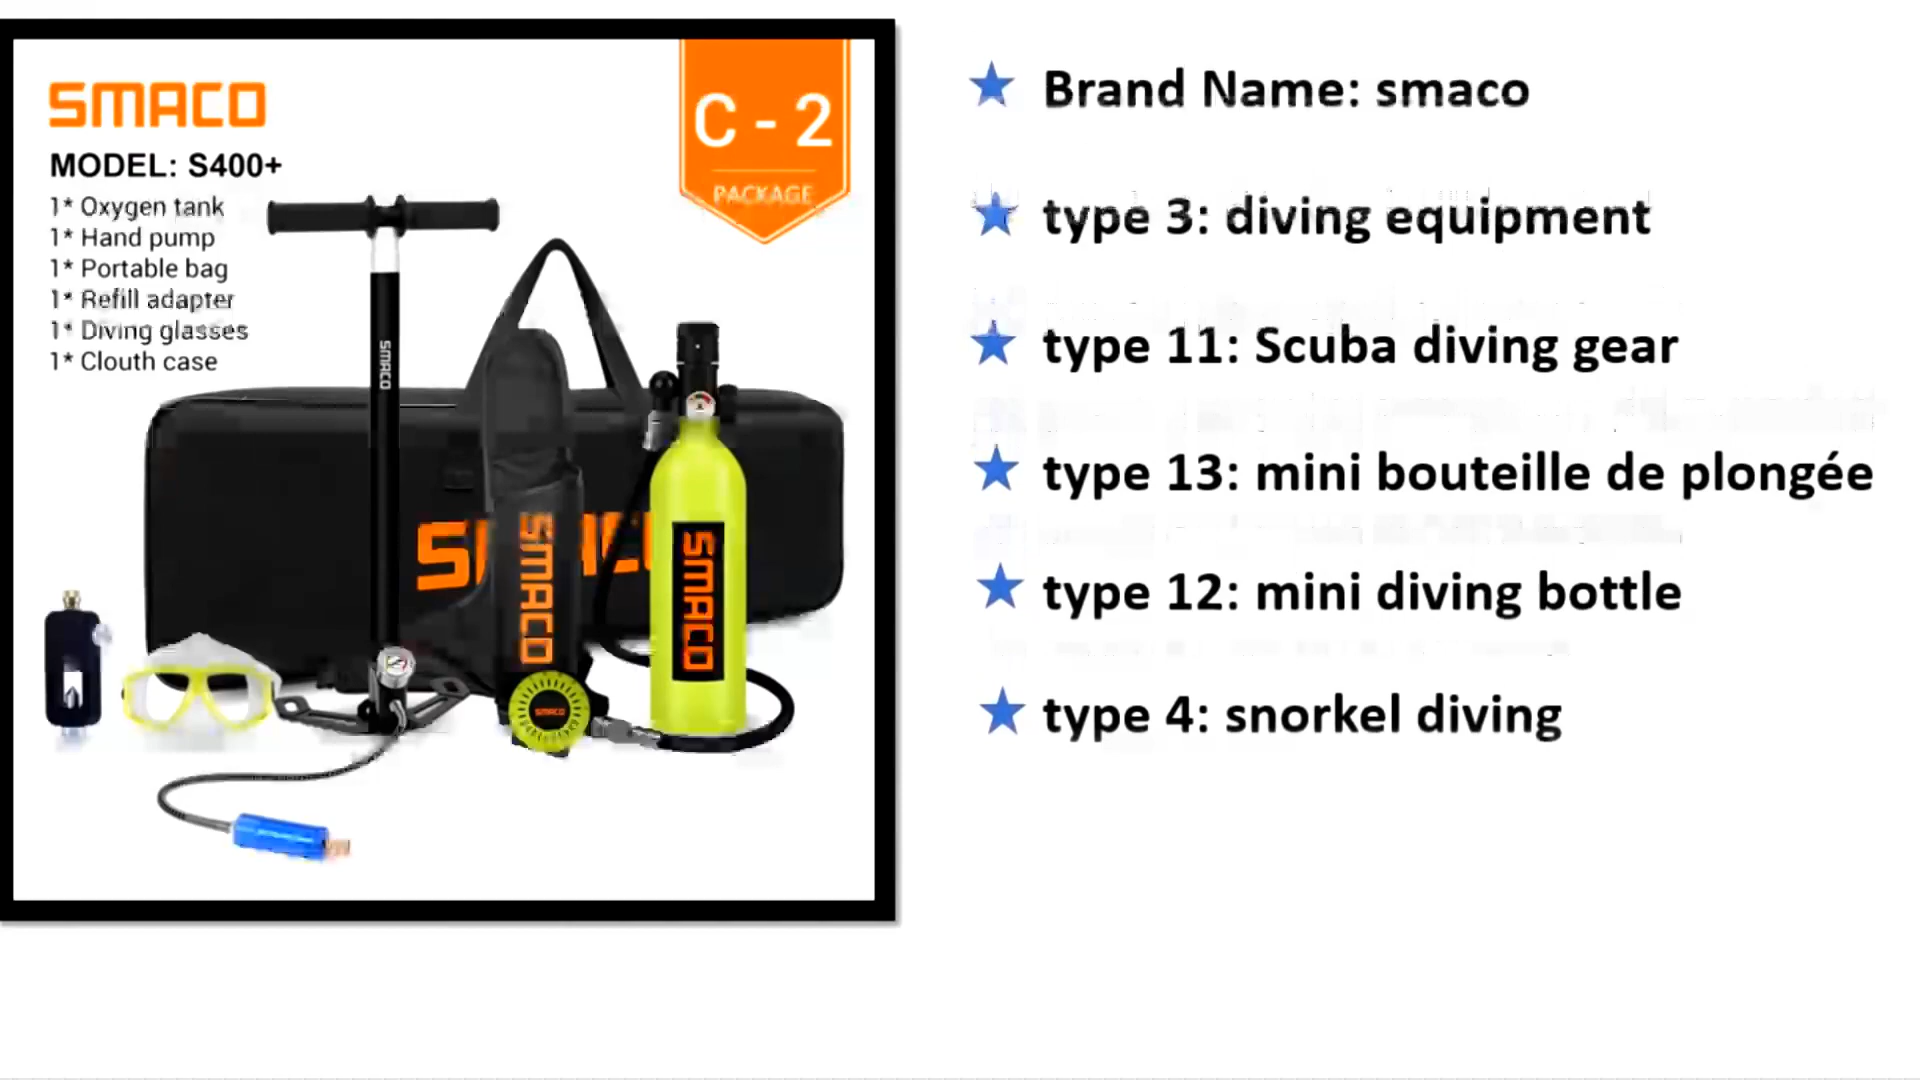 SMACO
MODEL: S400+
1* Oxygen tank
1* Hand pump
1* Portable bag
1* Refill adapter
1* Diving glasses
1* Clouth case
C - 2
PACKAGE
SMACO
SMACO
SMACO
SMACO
Brand Name: smaco
type 3: diving equipment
type 11: Scuba diving gear
type 13: mini bouteille de plongée
type 12: mini diving bottle
type 4: snorkel diving